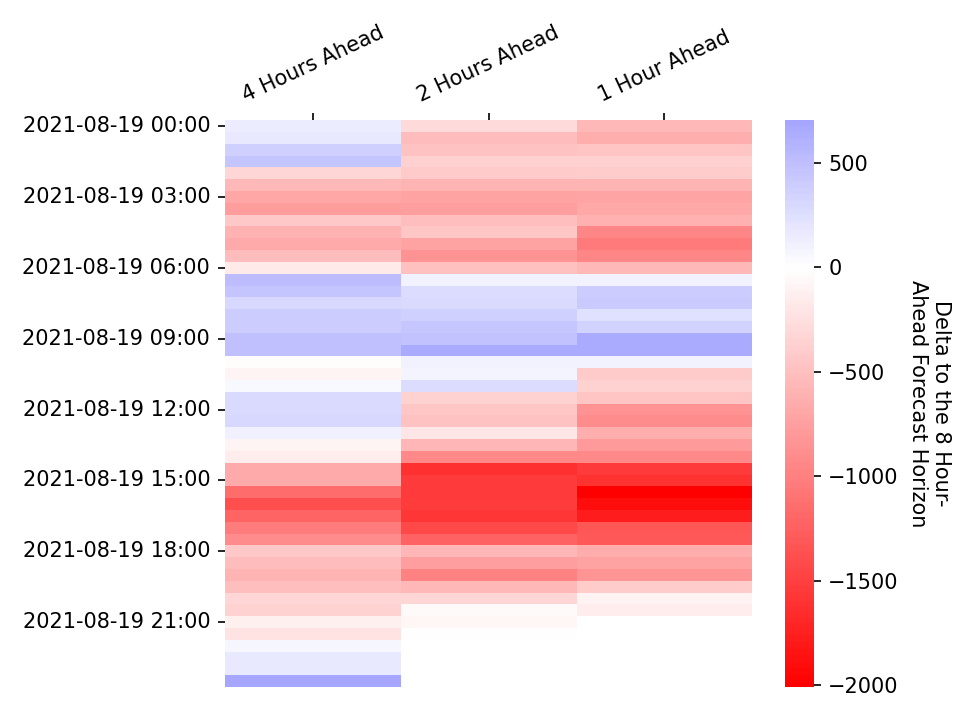 4 Hours Ahead
2 Hours Ahead
1 Hour Ahead
2021-08-19 00:00
2021-08-19 03:00
2021-08-19 06:00
2021-08-19 09:00
2021-08-19 12:00
2021-08-19 15:00
2021-08-19 18:00
2021-08-19 21:00
500
0
−500
−1000
−1500
−2000
Delta to the 8 Hour-
Ahead Forecast Horizon